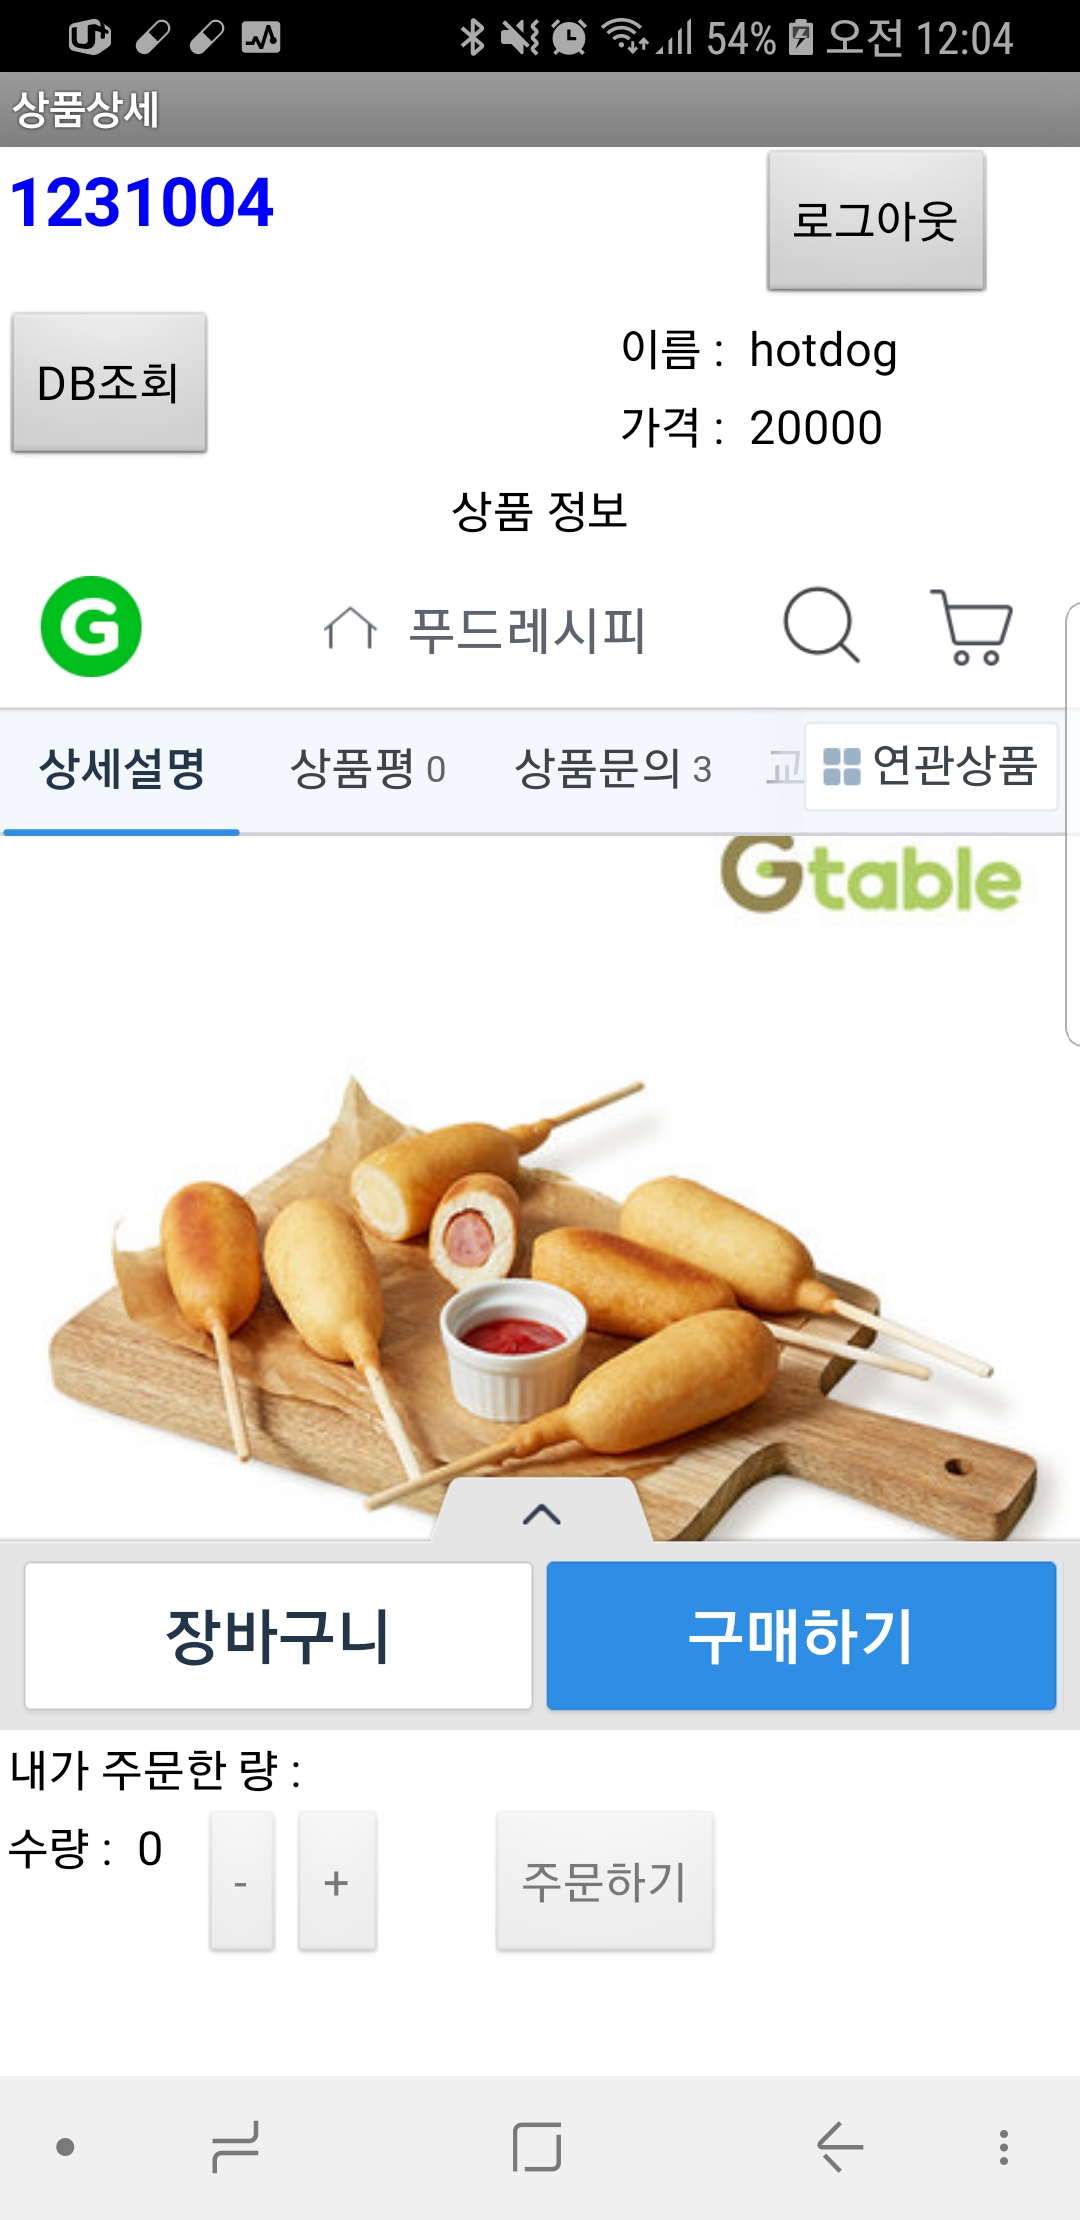 54% 오전 12:04
상품상세
1231004
로그아웃
DB조회
이름 : hotdog
가격 : 20000
상품 정보
G
푸드레시피
상세설명
상품평 0
상품문의 3
교
연관상품
Gtable
장바구니
구매하기
내가 주문한 량 :
수량 : 0
-
+
주문하기